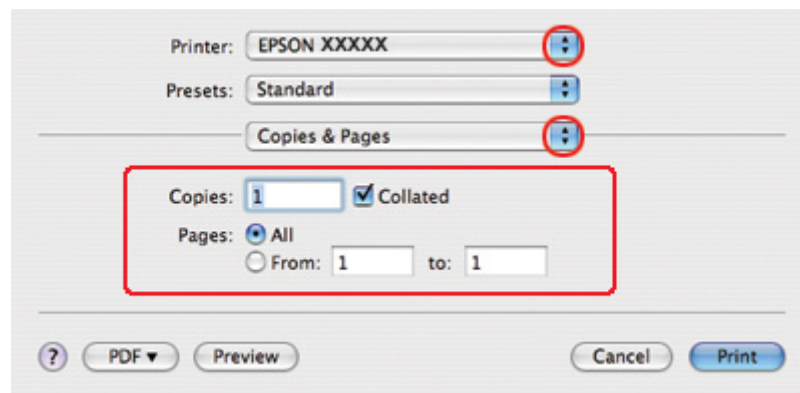 Printer: EPSON XXXXX
Presets: Standard
Copies & Pages
Copies: 1 Collated
Pages: All
From: 1 to: 1
? PDF▼ Preview Cancel Print